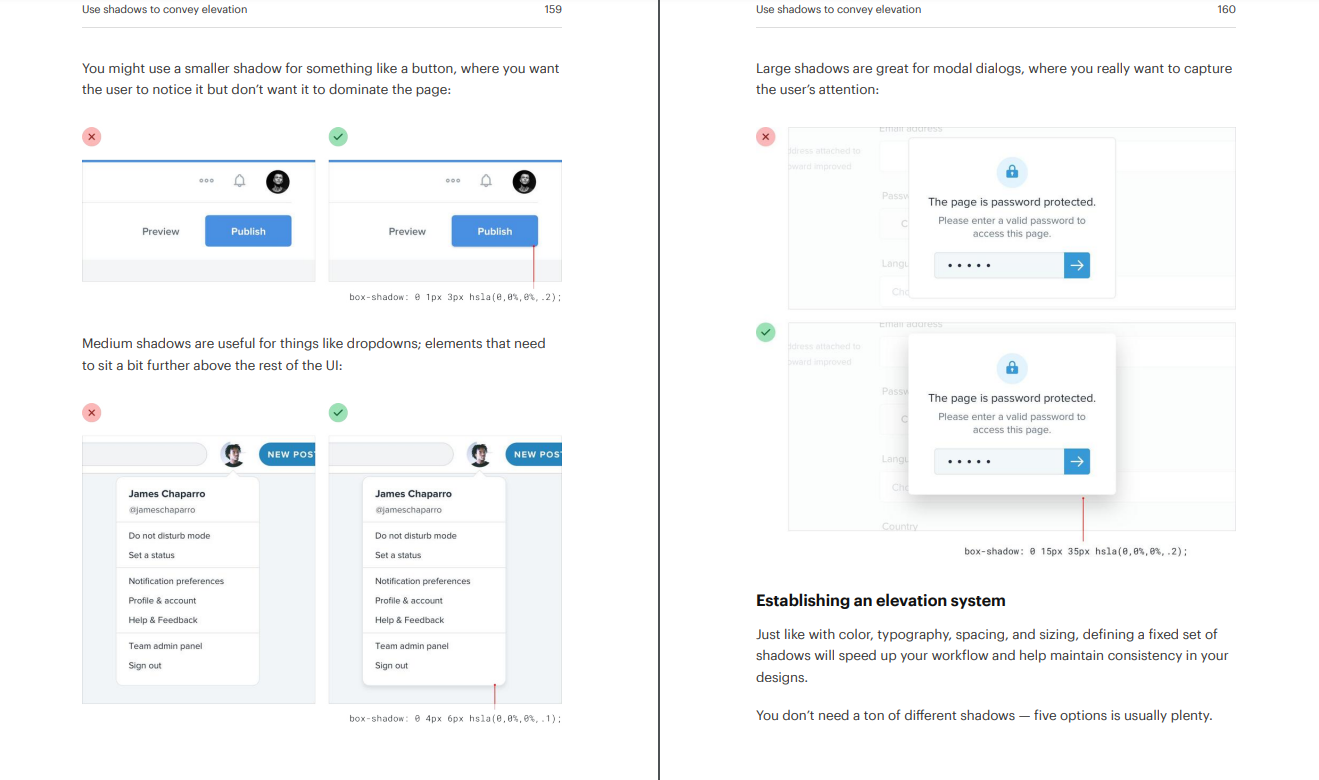 Use shadows to convey elevation 159
You might use a smaller shadow for something like a button, where you want
the user to notice it but don’t want it to dominate the page:
Preview Publish
Preview Publish
box-shadow: 0 1px 3px hsla(0,0%,0%,.2);
Medium shadows are useful for things like dropdowns; elements that need
to sit a bit further above the rest of the UI:
NEW POST
James Chaparro
@jameschaparro
Do not disturb mode
Set a status
Notification preferences
Profile & account
Help & Feedback
Team admin panel
Sign out
NEW POS
James Chaparro
@jameschaparro
Do not disturb mode
Set a status
Notification preferences
Profile & account
Help & Feedback
Team admin panel
Sign out
box-shadow: 0 4px 6px hsla(0,0%,0%,.1);
Use shadows to convey elevation 160
Large shadows are great for modal dialogs, where you really want to capture
the user’s attention:
Email address
ddress attached to
oward improved
Passw
C
Langu
Cho
The page is password protected.
Please enter a valid password to
access this page.
Email address
ddress attached to
oward improved
Passw
C
Langu
Cho
Country
The page is password protected.
Please enter a valid password to
access this page.
box-shadow: 0 15px 35px hsla(0,0%,0%,.2);
Establishing an elevation system
Just like with color, typography, spacing, and sizing, defining a fixed set of
shadows will speed up your workflow and help maintain consistency in your
designs.
You don’t need a ton of different shadows — five options is usually plenty.